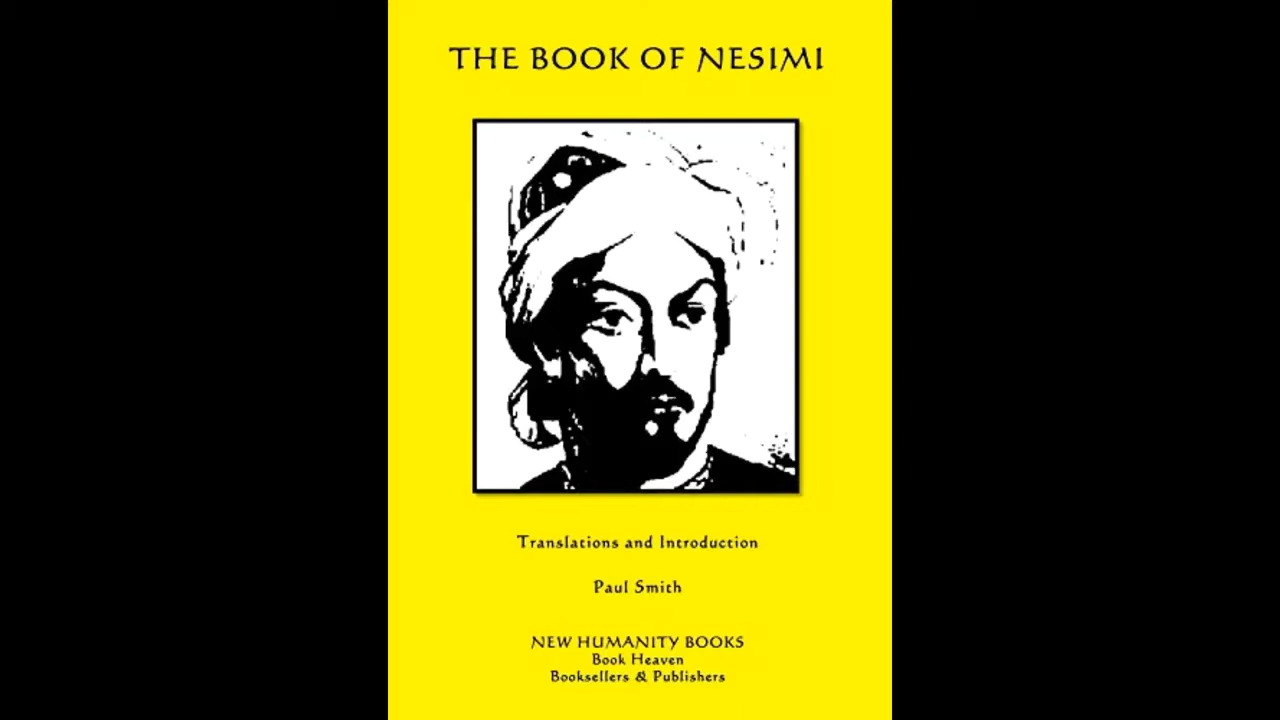 THE BOOK OF NESIMI
Translations and Introduction
Paul Smith
NEW HUMANITY BOOKS
Book Heaven
Booksellers & Publishers